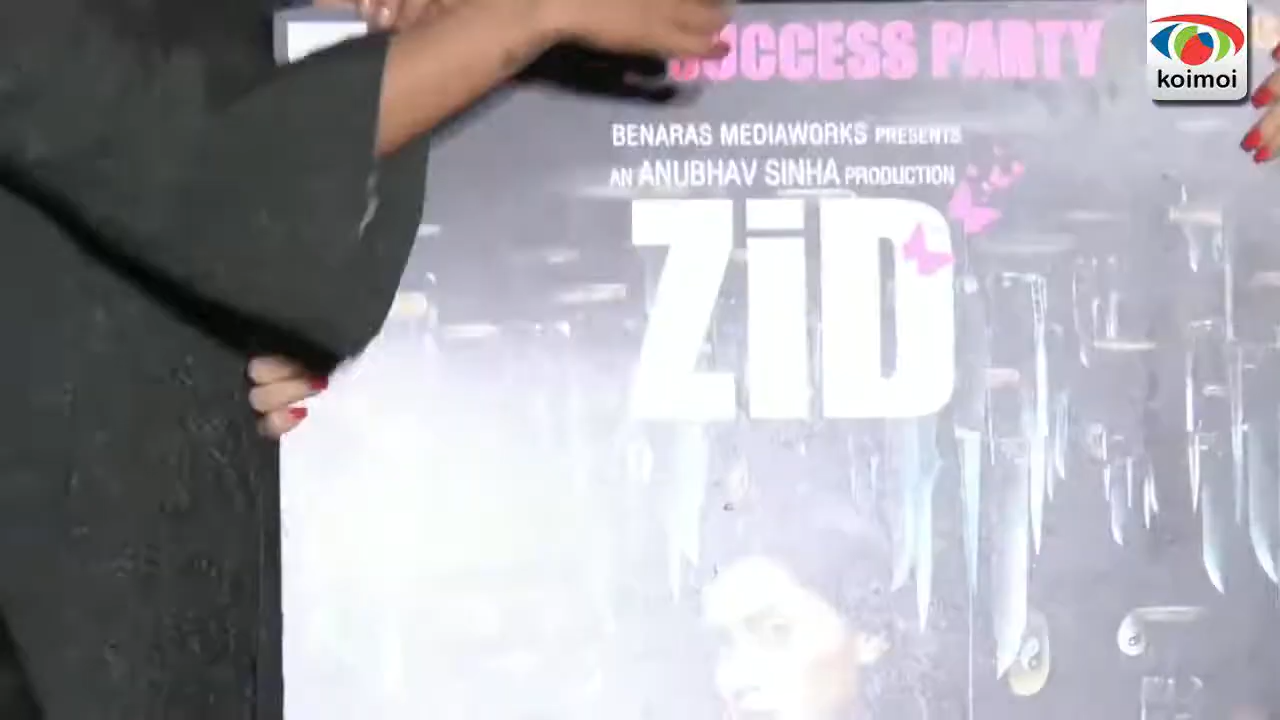 SUCCESS PARTY
koimoi
BENARAS MEDIAWORKS PRESENTS
AN ANUBHAV SINHA PRODUCTION
ZiD